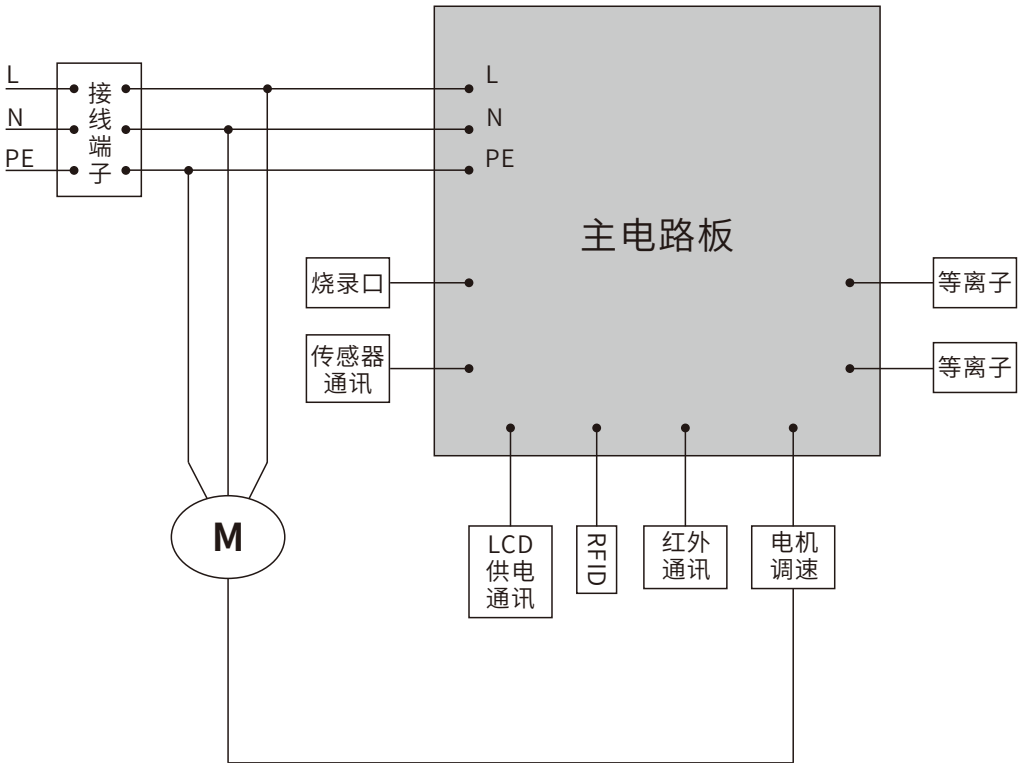 L
N
PE
接
线
端
子
L
N
PE
主电路板
烧录口
传感器
通讯
等离子
等离子
M
LCD
供电
通讯
RFID
红外
通讯
电机
调速